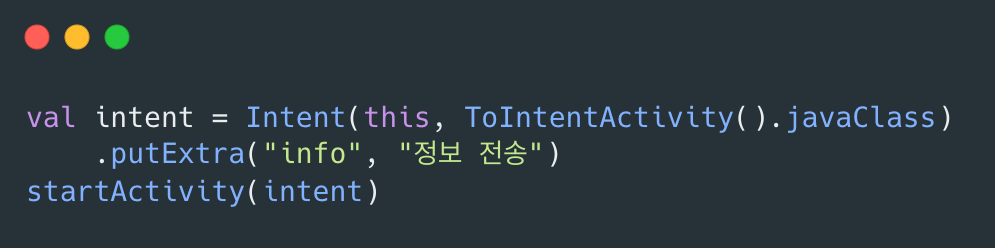 val intent = Intent(this, ToIntentActivity().javaClass)
    .putExtra("info", "정보 전송")
startActivity(intent)